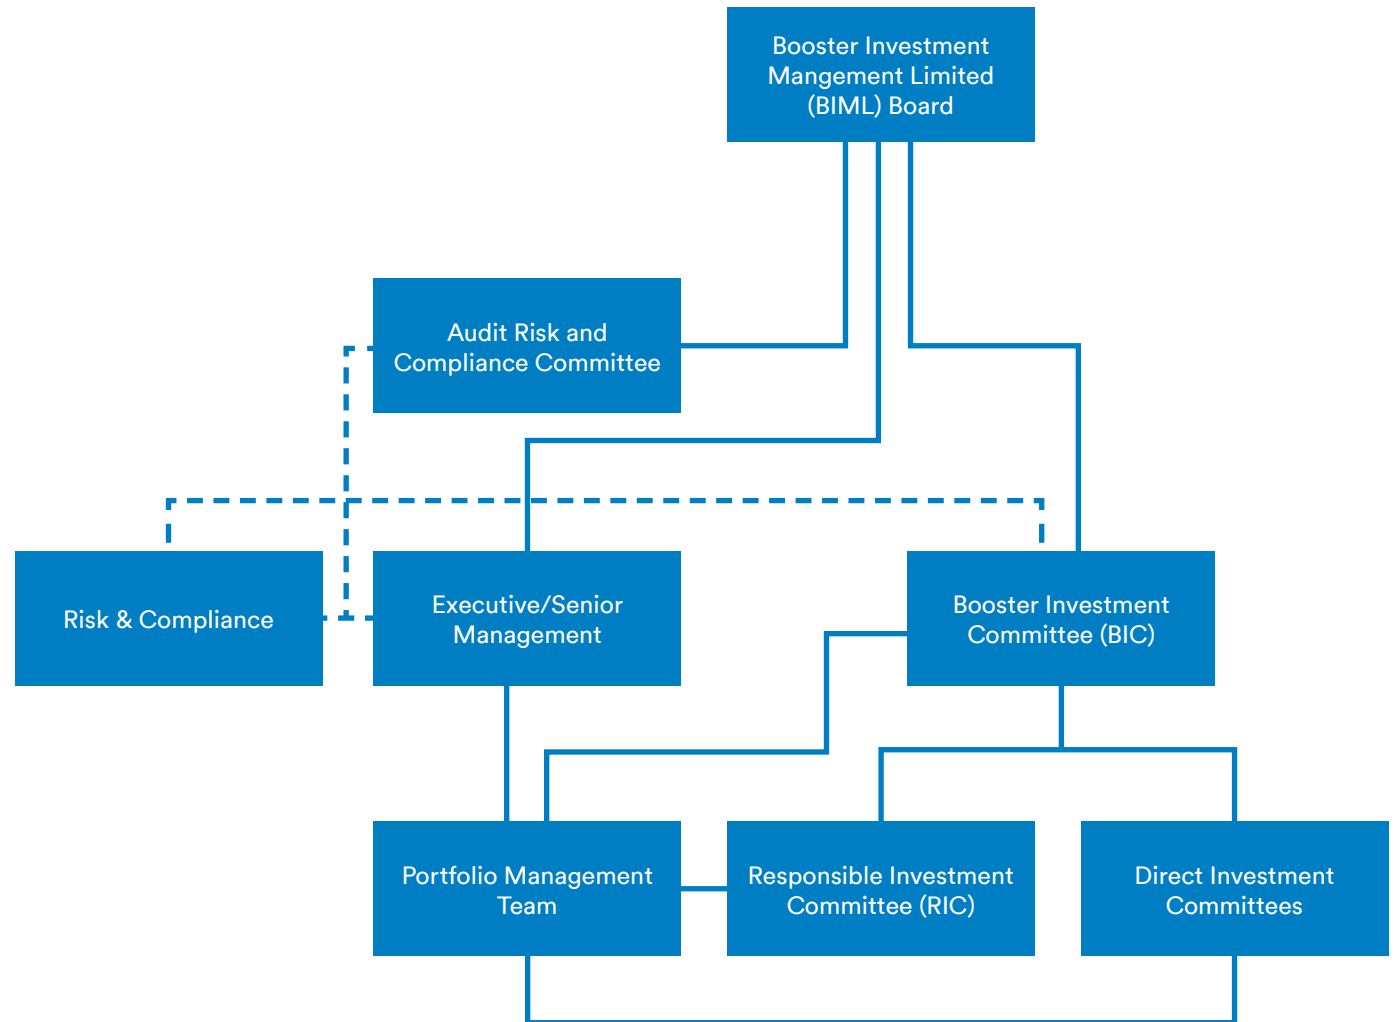 Booster Investment
Mangement Limited
(BIML) Board
Audit Risk and
Compliance Committee
Risk & Compliance
Executive/Senior
Management
Booster Investment
Committee (BIC)
Portfolio Management
Team
Responsible Investment
Committee (RIC)
Direct Investment
Committees